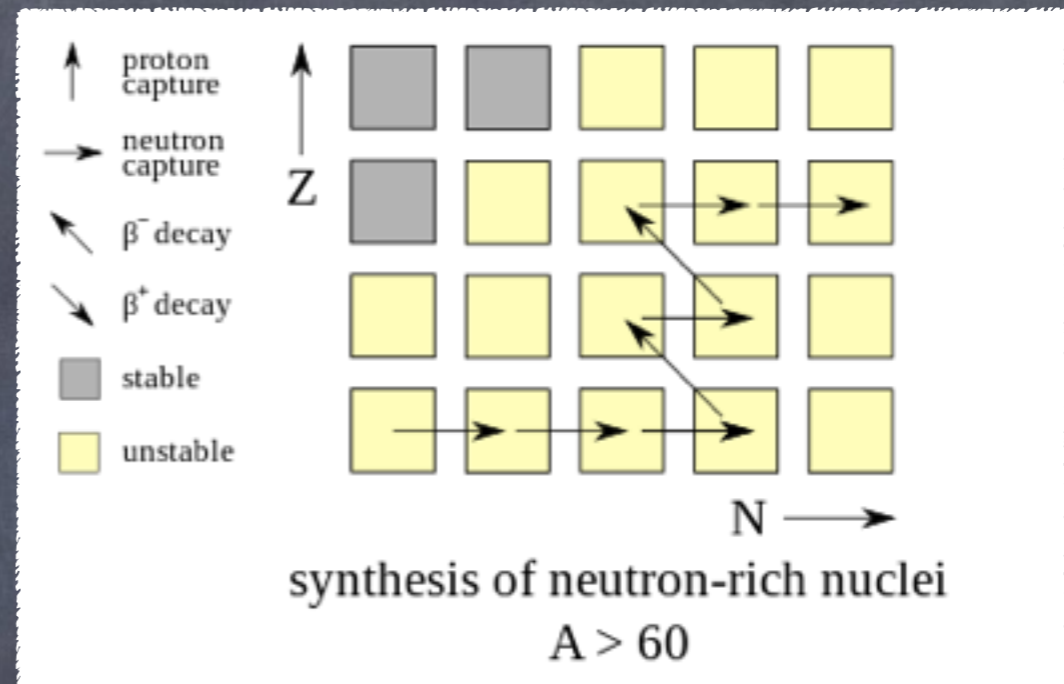 proton
capture
neutron
capture
β⁻ decay
β⁺ decay
stable
unstable
Z
N
synthesis of neutron-rich nuclei
A > 60